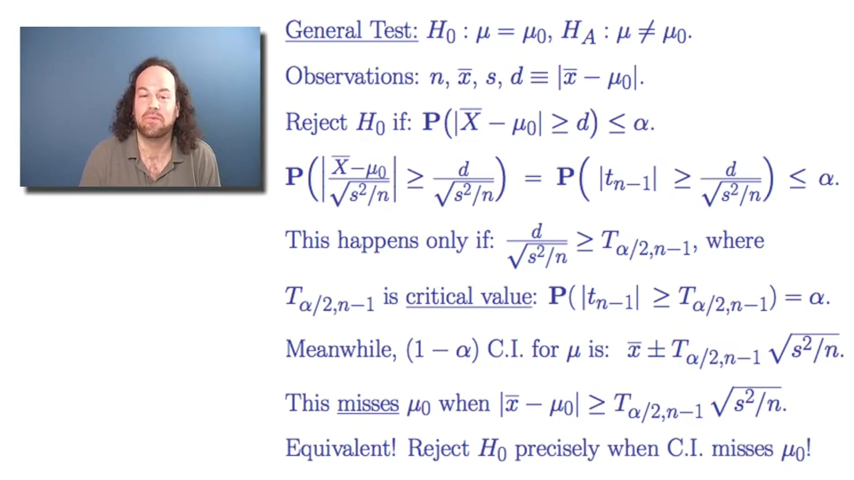 General Test: H₀ : μ = μ₀, H_A : μ ≠ μ₀.
Observations: n, x̅, s, d ≡ |x̅ − μ₀|.
Reject H₀ if: P(|X̅ − μ₀| ≥ d) ≤ α.
P(|(X̅−μ₀)/√(s²/n)| ≥ d/√(s²/n)) = P( |tₙ₋₁| ≥ d/√(s²/n)) ≤ α.
This happens only if: d/√(s²/n) ≥ T_{α/2,n−1}, where
T_{α/2,n−1} is critical value: P( |tₙ₋₁| ≥ T_{α/2,n−1}) = α.
Meanwhile, (1 − α) C.I. for μ is: x̅ ± T_{α/2,n−1} √(s²/n).
This misses μ₀ when |x̅ − μ₀| ≥ T_{α/2,n−1} √(s²/n).
Equivalent! Reject H₀ precisely when C.I. misses μ₀!